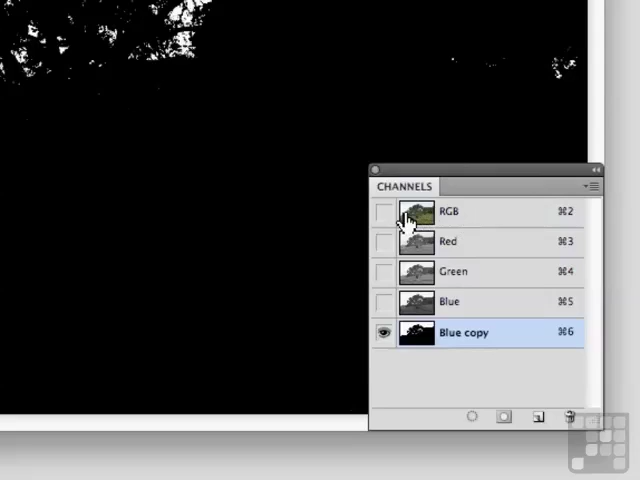 CHANNELS
RGB ⌘2
Red ⌘3
Green ⌘4
Blue ⌘5
Blue copy ⌘6